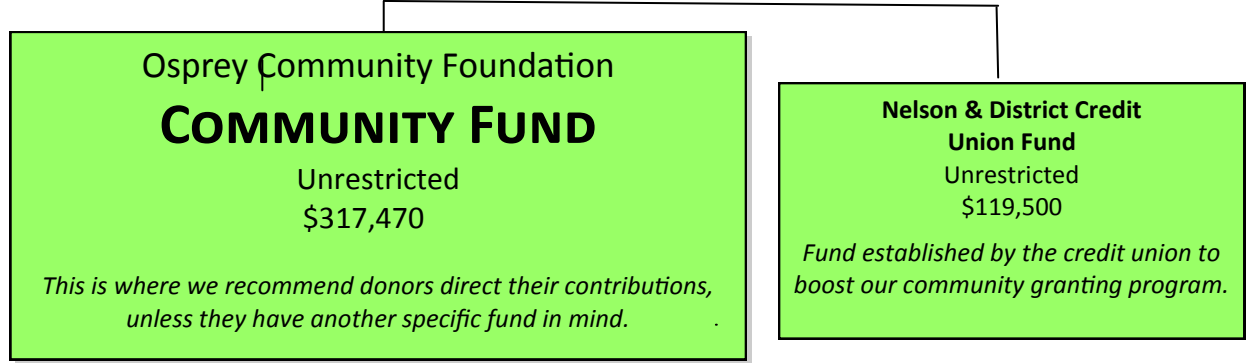 Osprey Community Foundation
COMMUNITY FUND
Unrestricted
$317,470
This is where we recommend donors direct their contributions,
unless they have another specific fund in mind. .
Nelson & District Credit
Union Fund
Unrestricted
$119,500
Fund established by the credit union to
boost our community granting program.